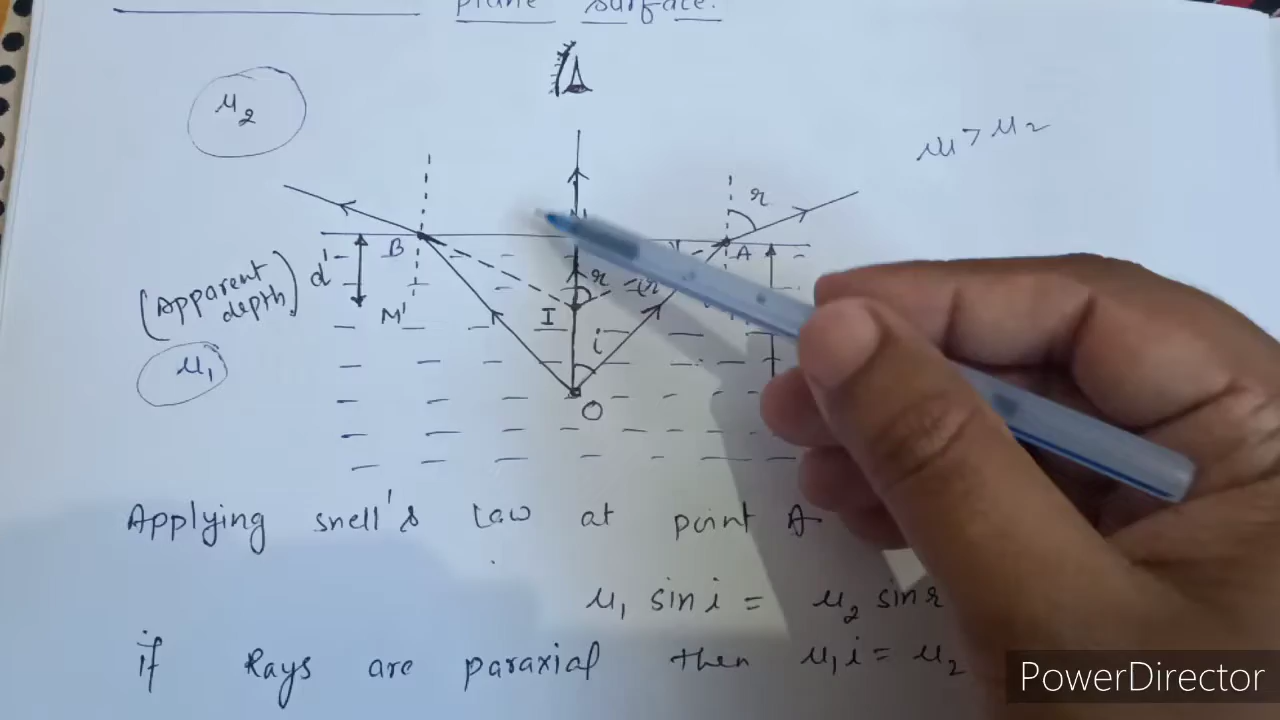 plane surface.
μ2
μ1 > μ2
r
B
A
d'
(Apparent depth)
r
r
M'
I
i
μ1
O
Applying snell's law at point A
μ1 sin i = μ2 sin r
if Rays are paraxial then μ1 i = μ2
PowerDirector